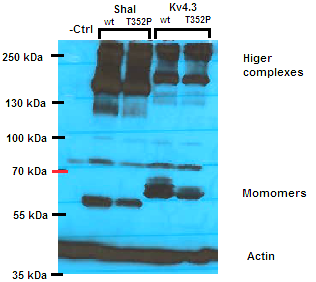 Shal
Kv4.3
-Ctrl
wt
T352P
wt
T352P
250 kDa
Higer
complexes
130 kDa
100 kDa
70 kDa
Momomers
55 kDa
Actin
35 kDa